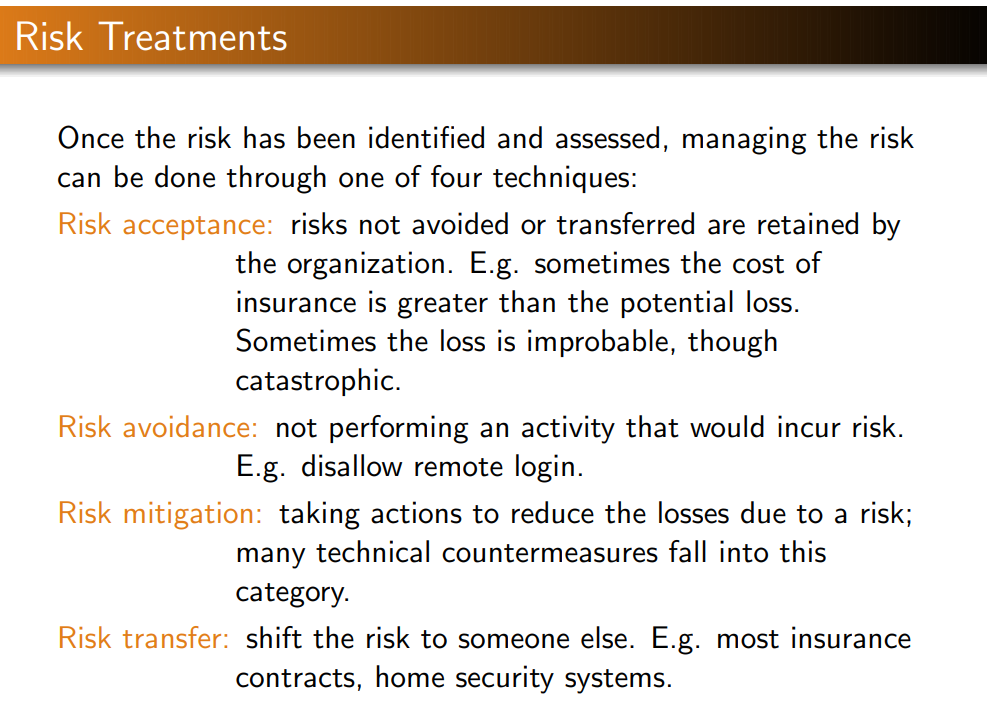 Risk Treatments
Once the risk has been identified and assessed, managing the risk
can be done through one of four techniques:
Risk acceptance: risks not avoided or transferred are retained by
the organization. E.g. sometimes the cost of
insurance is greater than the potential loss.
Sometimes the loss is improbable, though
catastrophic.
Risk avoidance: not performing an activity that would incur risk.
E.g. disallow remote login.
Risk mitigation: taking actions to reduce the losses due to a risk;
many technical countermeasures fall into this
category.
Risk transfer: shift the risk to someone else. E.g. most insurance
contracts, home security systems.